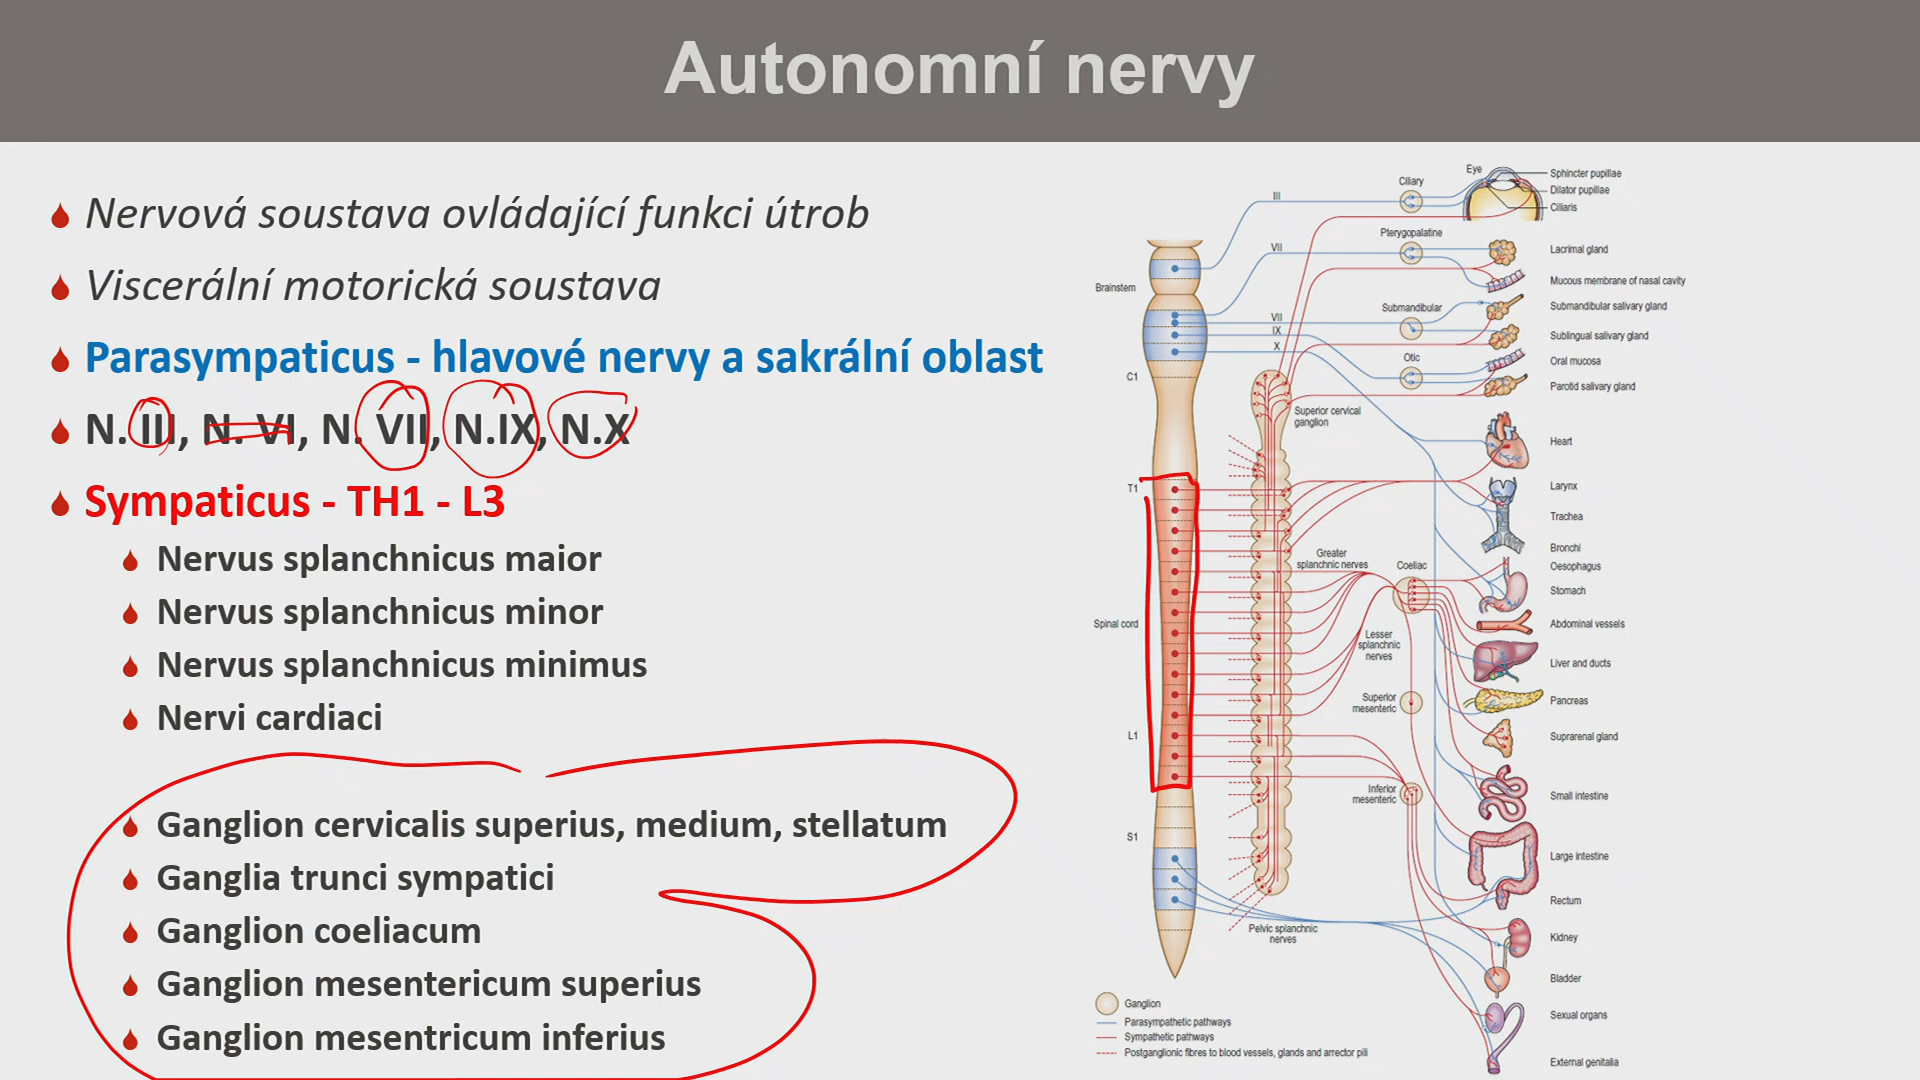 Autonomní nervy
Nervová soustava ovládající funkci útrob
Viscerální motorická soustava
Parasympaticus - hlavové nervy a sakrální oblast
N. III, N. VI, N. VII, N.IX, N.X
Sympaticus - TH1 - L3
Nervus splanchnicus maior
Nervus splanchnicus minor
Nervus splanchnicus minimus
Nervi cardiaci
Ganglion cervicalis superius, medium, stellatum
Ganglia trunci sympatici
Ganglion coeliacum
Ganglion mesentericum superius
Ganglion mesentricum inferius
Eye
Sphincter pupillae
Dilator pupillae
Ciliaris
Ciliary
III
Pterygopalatine
VII
Lacrimal gland
Mucous membrane of nasal cavity
Brainstem
Submandibular
Submandibular salivary gland
VII
IX
X
Sublingual salivary gland
Otic
Oral mucosa
C1
Parotid salivary gland
Superior cervical
ganglion
Heart
T1
Larynx
Trachea
Bronchi
Greater
splanchnic nerves
Coeliac
Oesophagus
Stomach
Spinal cord
Abdominal vessels
Lesser
splanchnic
nerves
Liver and ducts
Superior
mesenteric
Pancreas
L1
Suprarenal gland
Inferior
mesenteric
Small intestine
S1
Large intestine
Rectum
Pelvic splanchnic
nerves
Kidney
Bladder
Sexual organs
External genitalia
Ganglion
Parasympathetic pathways
Sympathetic pathways
Postganglionic fibres to blood vessels, glands and arrector pili